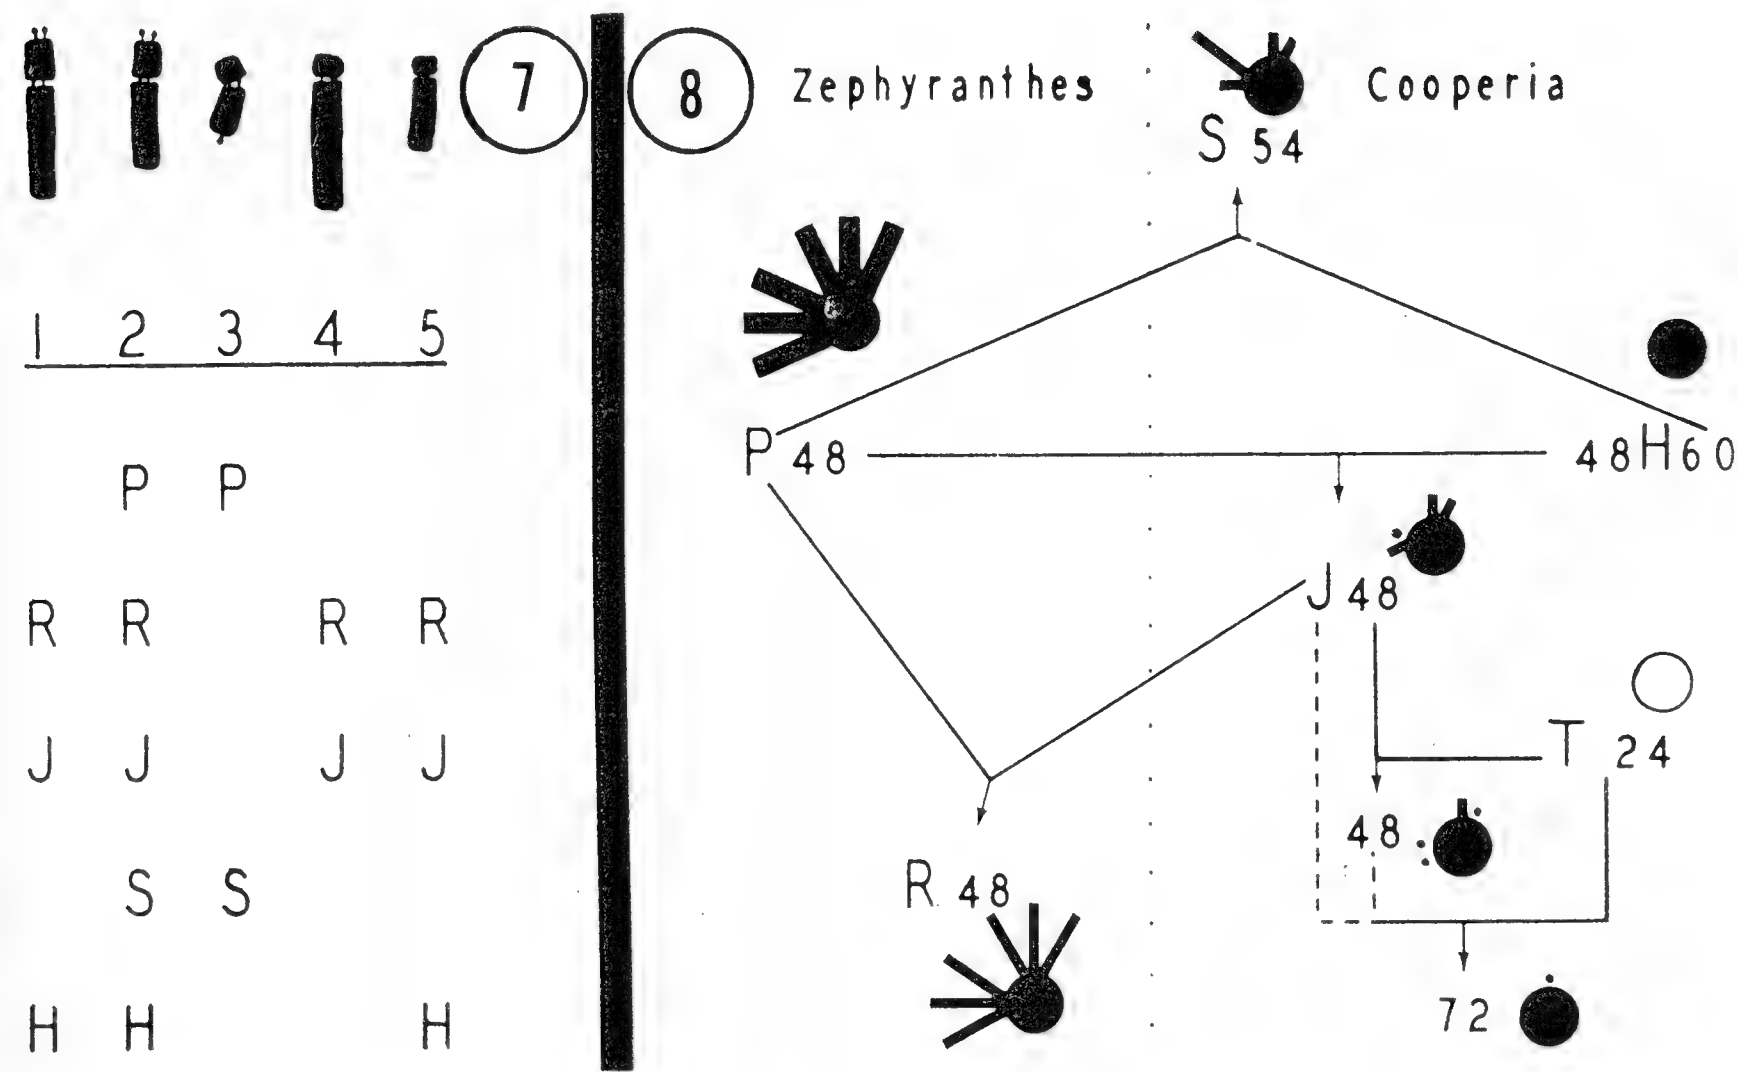 7
1 2 3 4 5
P P
R R R R
J J J J
S S
H H H
8
Zephyranthes Cooperia
S 54
P 48 48 H 60
J 48
T 24
48
R 48
72